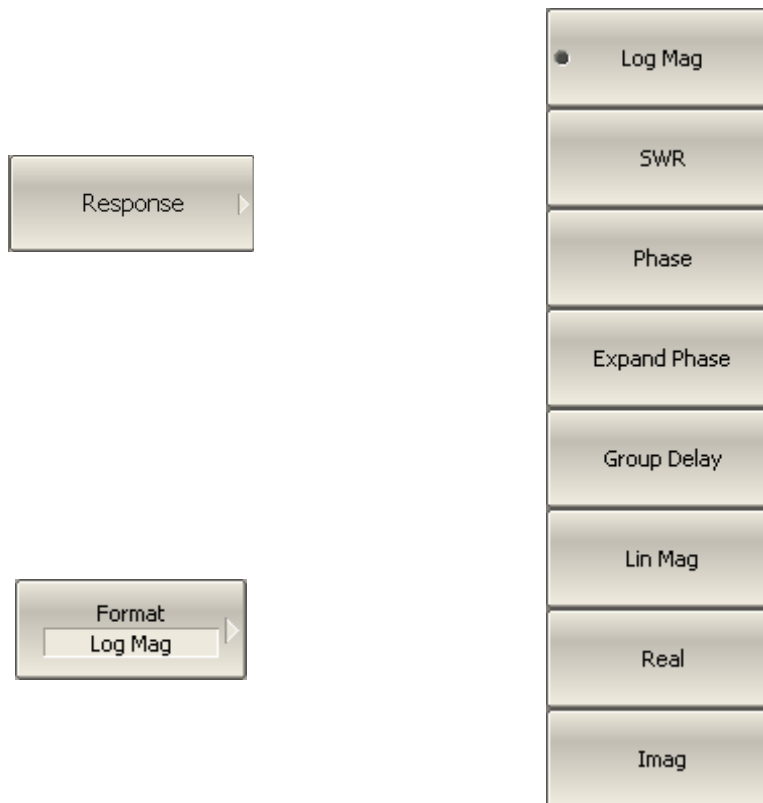 Response
Format
Log Mag
Log Mag
SWR
Phase
Expand Phase
Group Delay
Lin Mag
Real
Imag